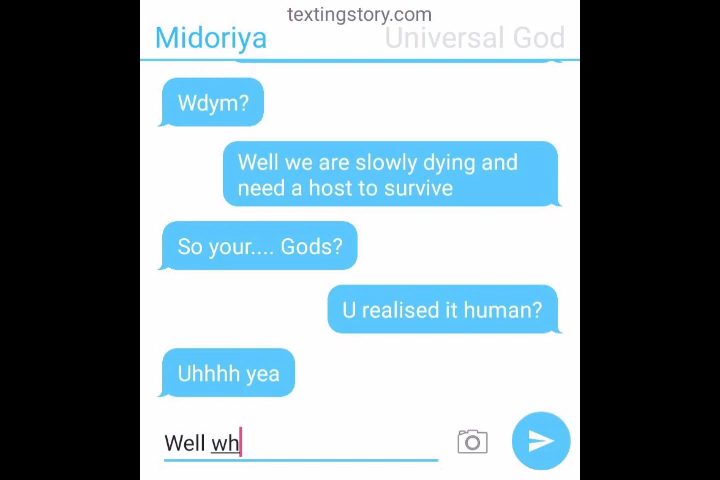 textingstory.com
Midoriya Universal God
Wdym?
Well we are slowly dying and
need a host to survive
So your.... Gods?
U realised it human?
Uhhhh yea
Well wh